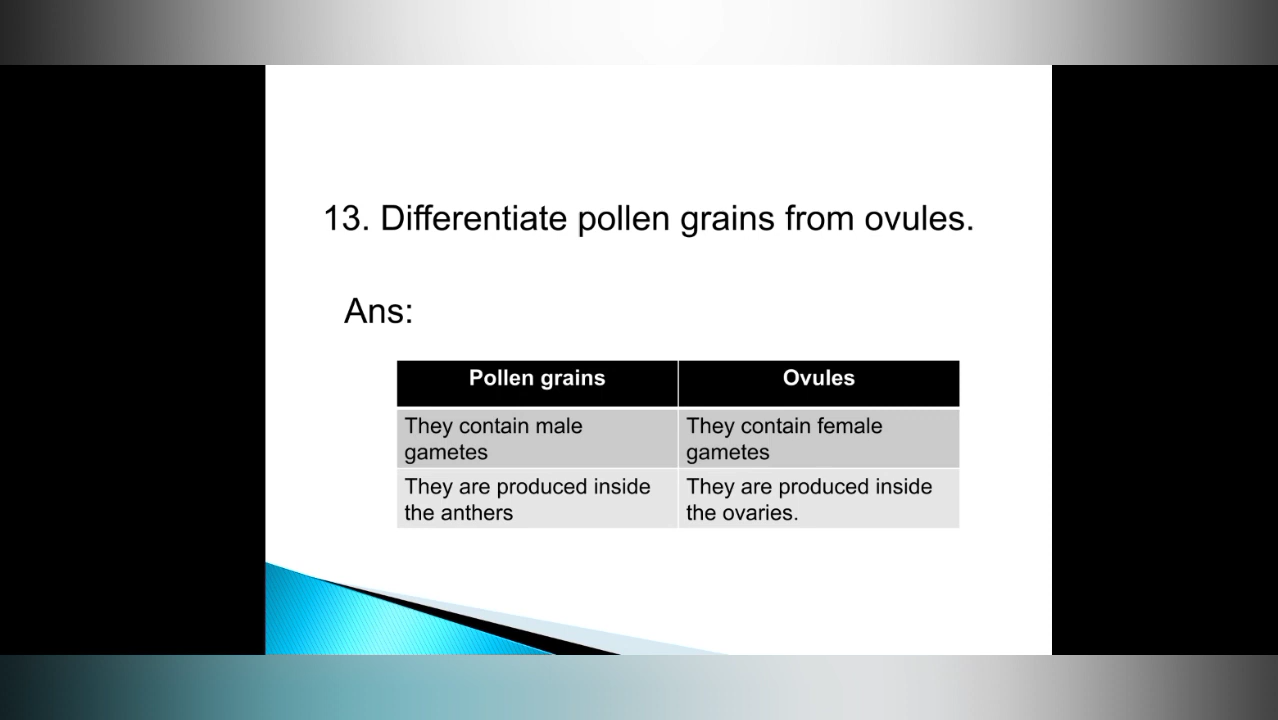 13. Differentiate pollen grains from ovules.
Ans:
Pollen grains
Ovules
They contain male
gametes
They contain female
gametes
They are produced inside
the anthers
They are produced inside
the ovaries.